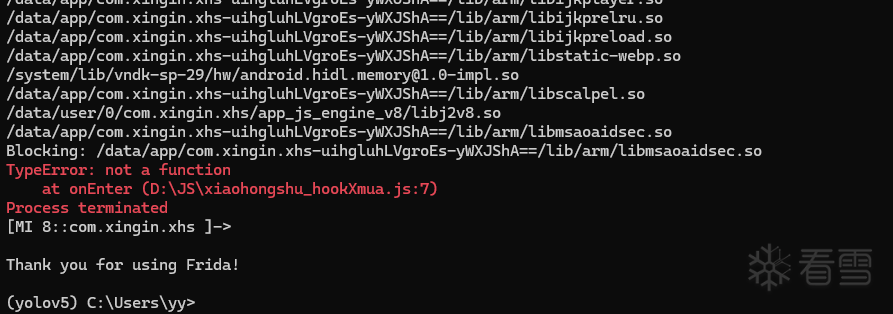 /data/app/com.xingin.xhs-uihgluhLVgroEs-yWXJShA==/lib/arm/libijkplayer.so
/data/app/com.xingin.xhs-uihgluhLVgroEs-yWXJShA==/lib/arm/libijkprelru.so
/data/app/com.xingin.xhs-uihgluhLVgroEs-yWXJShA==/lib/arm/libijkpreload.so
/data/app/com.xingin.xhs-uihgluhLVgroEs-yWXJShA==/lib/arm/libstatic-webp.so
/system/lib/vndk-sp-29/hw/android.hidl.memory@1.0-impl.so
/data/app/com.xingin.xhs-uihgluhLVgroEs-yWXJShA==/lib/arm/libscalpel.so
/data/user/0/com.xingin.xhs/app_js_engine_v8/libj2v8.so
/data/app/com.xingin.xhs-uihgluhLVgroEs-yWXJShA==/lib/arm/libmsaoaidsec.so
Blocking: /data/app/com.xingin.xhs-uihgluhLVgroEs-yWXJShA==/lib/arm/libmsaoaidsec.so
TypeError: not a function
    at onEnter (D:\JS\xiaohongshu_hookXmua.js:7)
Process terminated
[MI 8::com.xingin.xhs ]->
Thank you for using Frida!
看雪
(yolov5) C:\Users\yy>